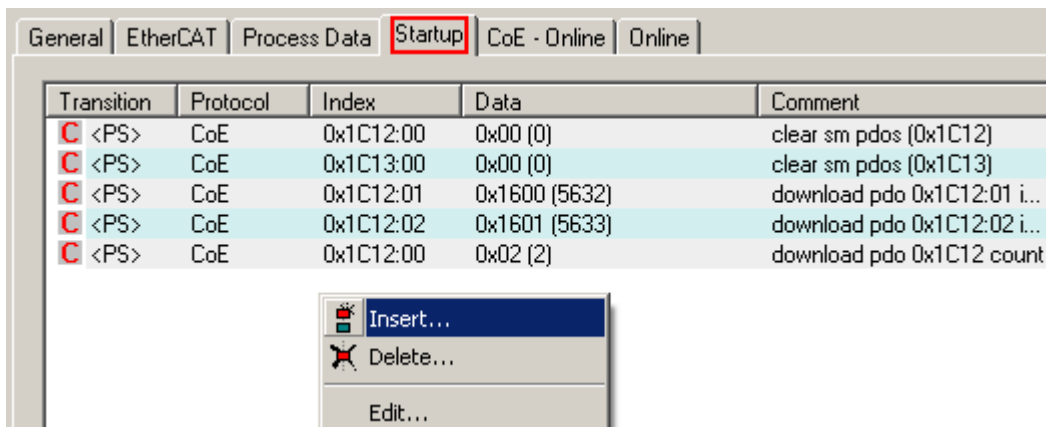 General EtherCAT Process Data Startup CoE - Online Online
Transition Protocol Index Data Comment
C <PS> CoE 0x1C12:00 0x00 (0) clear sm pdos (0x1C12)
C <PS> CoE 0x1C13:00 0x00 (0) clear sm pdos (0x1C13)
C <PS> CoE 0x1C12:01 0x1600 (5632) download pdo 0x1C12:01 i...
C <PS> CoE 0x1C12:02 0x1601 (5633) download pdo 0x1C12:02 i...
C <PS> CoE 0x1C12:00 0x02 (2) download pdo 0x1C12 count
Insert...
Delete...
Edit...